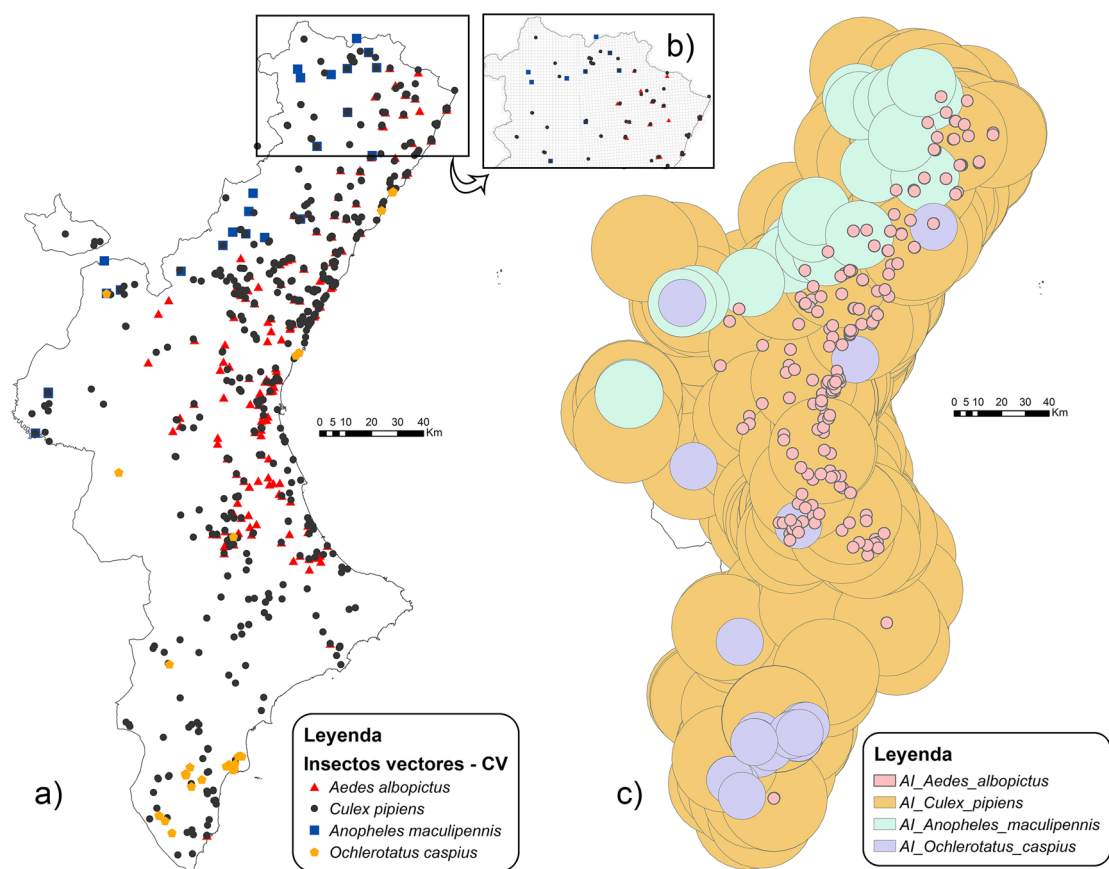 b)
0 5 10 20 30 40
Km
0 5 10 20 30 40
Km
a)
Leyenda
Insectos vectores - CV
Aedes albopictus
Culex pipiens
Anopheles maculipennis
Ochlerotatus caspius
c)
Leyenda
AI_Aedes_albopictus
AI_Culex_pipiens
AI_Anopheles_maculipennis
AI_Ochlerotatus_caspius